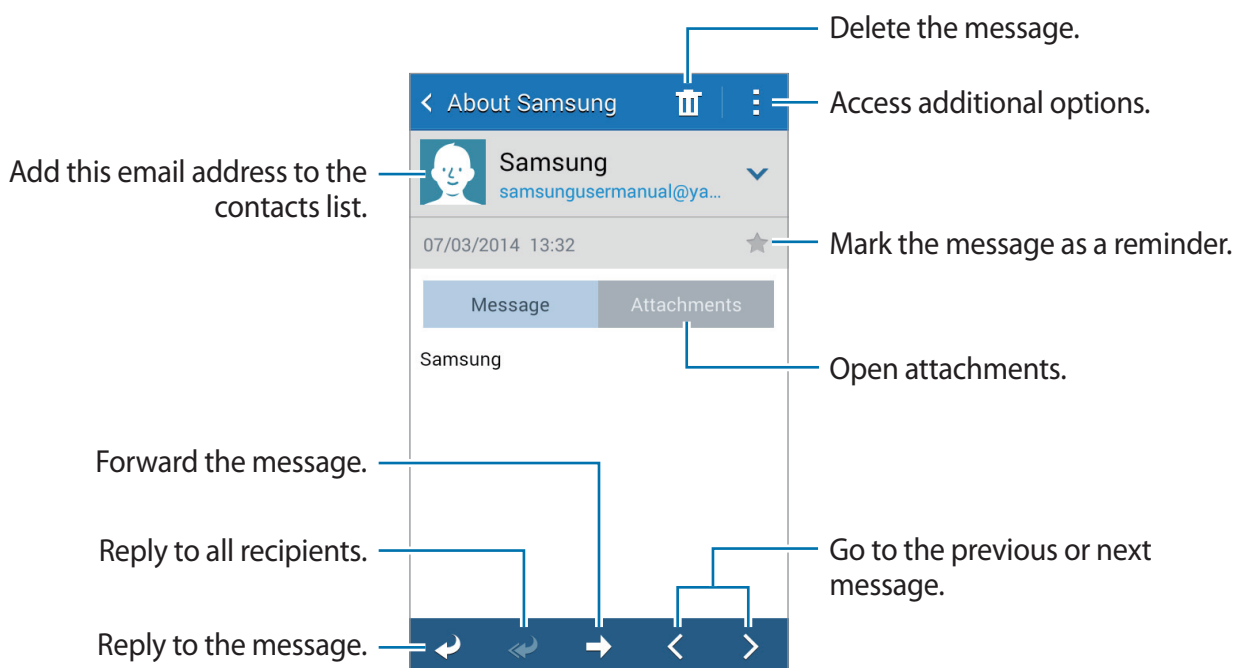 Delete the message.
About Samsung
Access additional options.
Add this email address to the
contacts list.
Samsung
samsungusermanual@ya...
07/03/2014 13:32
Mark the message as a reminder.
Message
Attachments
Samsung
Open attachments.
Forward the message.
Reply to all recipients.
Go to the previous or next
message.
Reply to the message.